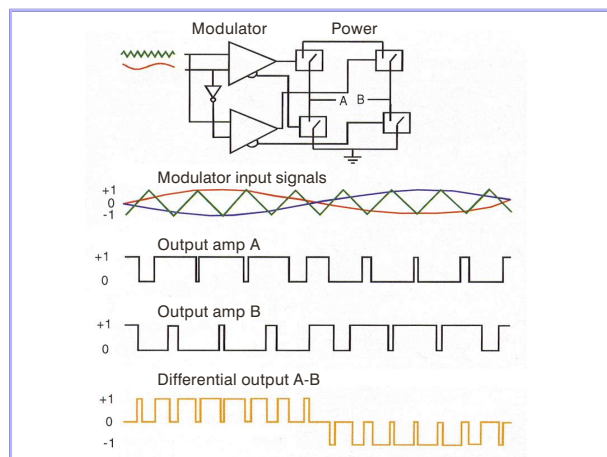 Modulator Power
A B
Modulator input signals
+1
0
-1
Output amp A
+1
0
Output amp B
+1
0
Differential output A-B
+1
0
-1